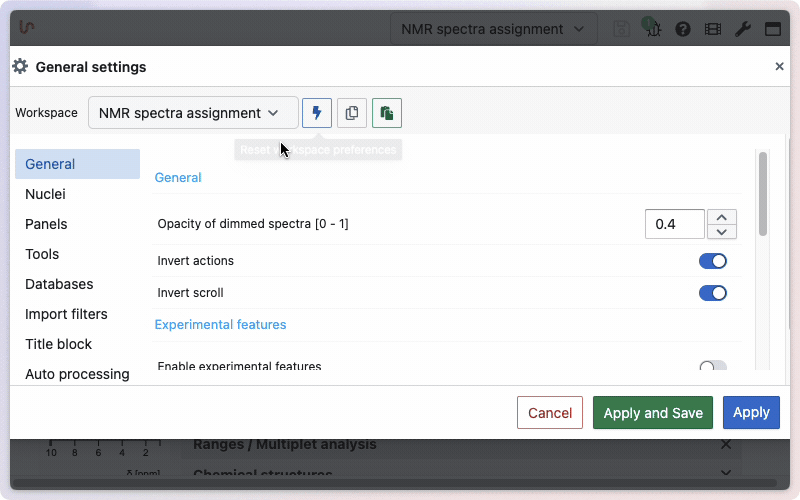 NMR spectra assignment
1
General settings
Workspace
NMR spectra assignment
Reset workspace preferences
General
Nuclei
Panels
Tools
Databases
Import filters
Title block
Auto processing
General
Opacity of dimmed spectra [0 - 1]
0.4
Invert actions
Invert scroll
Experimental features
Enable experimental features
Cancel
Apply and Save
Apply
10 8 6 4 2
δ [ppm]
Ranges / Multiplet analysis
Chemical structures